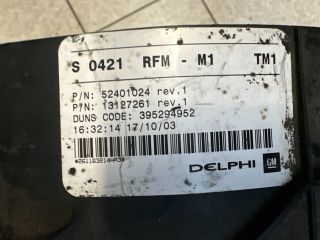 S 0421 RFM - M1 TM1
P/N: 52401024 rev.1
P/N: 13127261 rev.1
DUNS CODE: 395294952
16:32:14 17/10/03
DELPHI GM